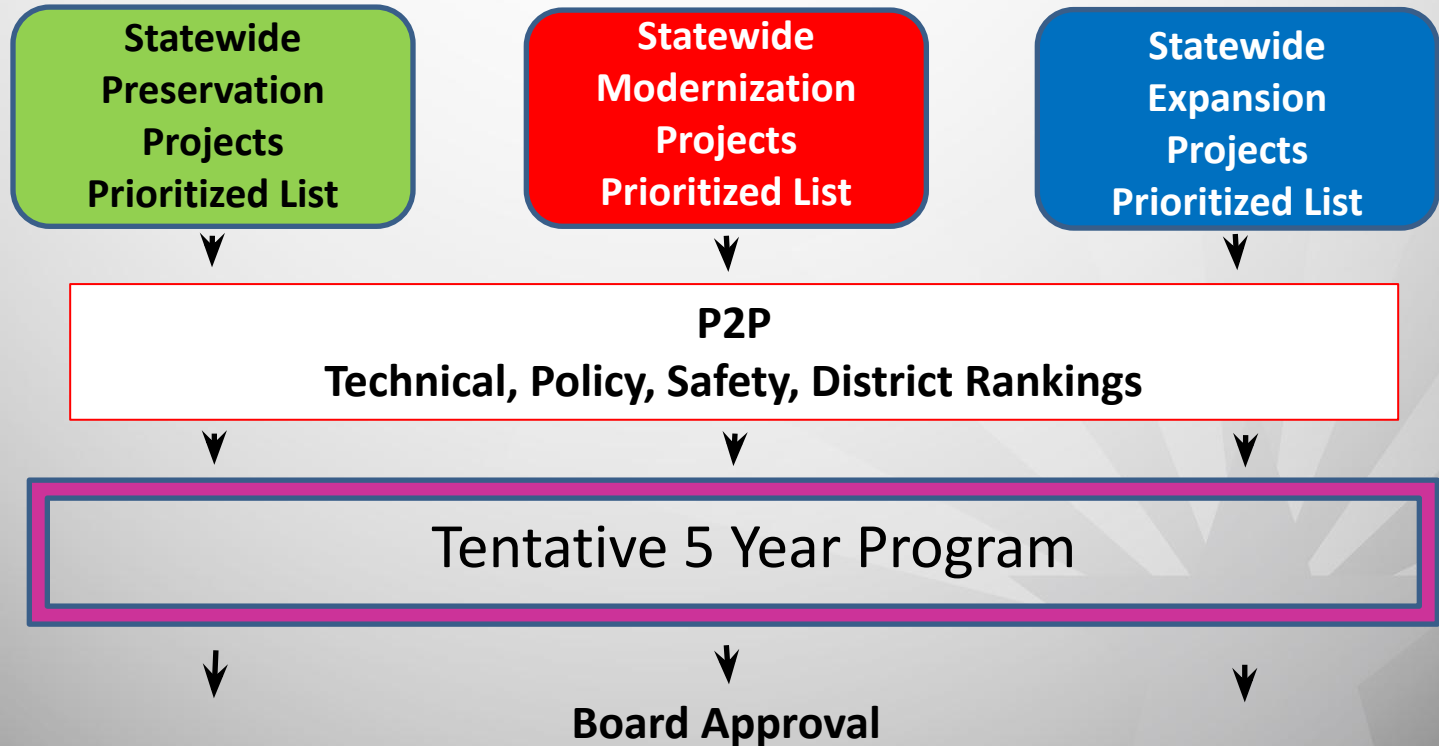 Statewide
Preservation
Projects
Prioritized List
Statewide
Modernization
Projects
Prioritized List
Statewide
Expansion
Projects
Prioritized List
P2P
Technical, Policy, Safety, District Rankings
Tentative 5 Year Program
Board Approval